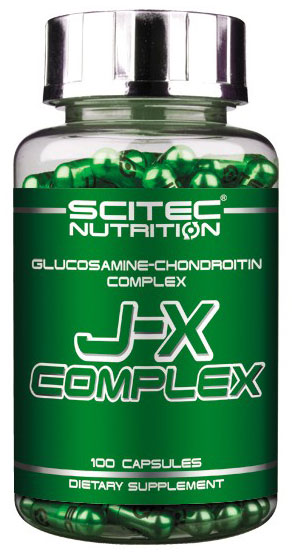 SCITEC®
NUTRITION
GLUCOSAMINE-CHONDROITIN
COMPLEX
J-X
COMPLEX
100 CAPSULES
DIETARY SUPPLEMENT